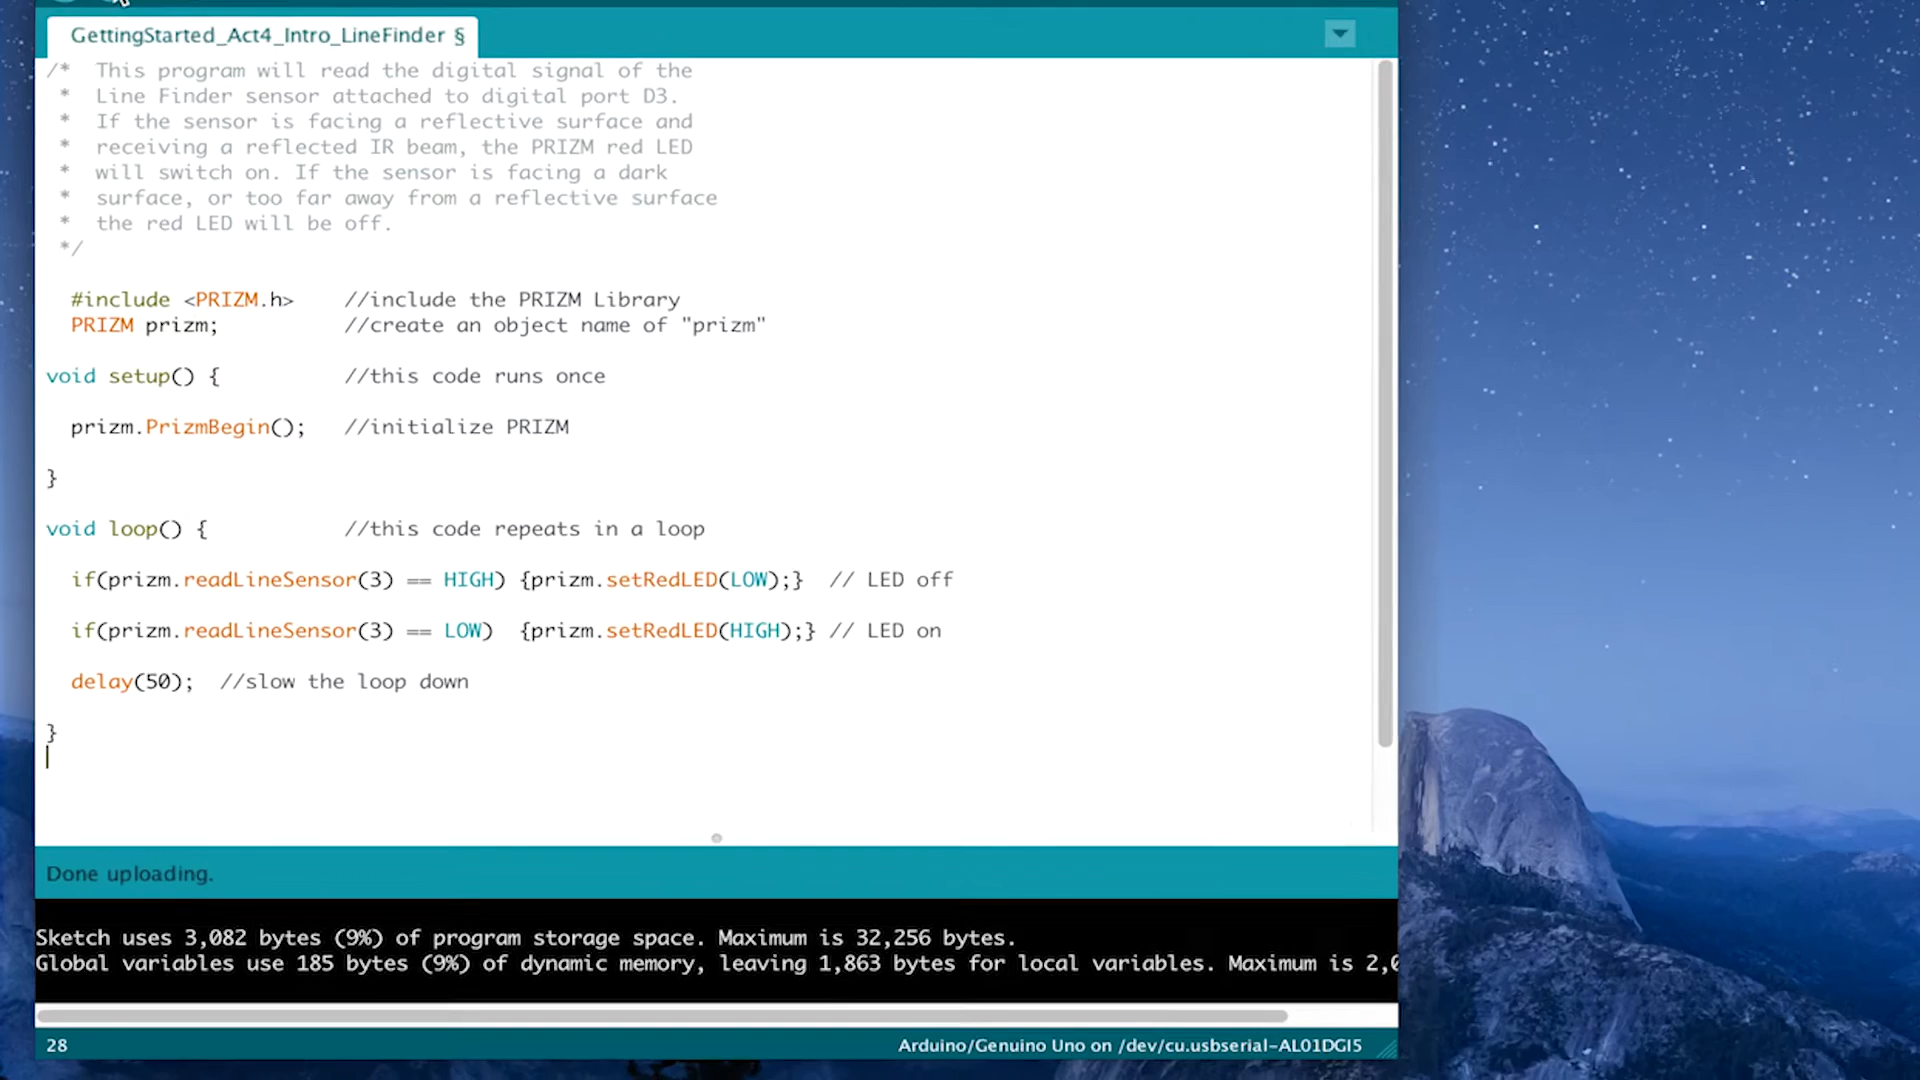 GettingStarted_Act4_Intro_LineFinder §
/*  This program will read the digital signal of the
 *  Line Finder sensor attached to digital port D3.
 *  If the sensor is facing a reflective surface and
 *  receiving a reflected IR beam, the PRIZM red LED
 *  will switch on. If the sensor is facing a dark
 *  surface, or too far away from a reflective surface
 *  the red LED will be off.
 */
#include <PRIZM.h>    //include the PRIZM Library
PRIZM prizm;          //create an object name of "prizm"
void setup() {          //this code runs once
prizm.PrizmBegin();   //initialize PRIZM
}
void loop() {           //this code repeats in a loop
if(prizm.readLineSensor(3) == HIGH) {prizm.setRedLED(LOW);}  // LED off
if(prizm.readLineSensor(3) == LOW)  {prizm.setRedLED(HIGH);} // LED on
delay(50);  //slow the loop down
}
Done uploading.
Sketch uses 3,082 bytes (9%) of program storage space. Maximum is 32,256 bytes.
Global variables use 185 bytes (9%) of dynamic memory, leaving 1,863 bytes for local variables. Maximum is 2,0
28
Arduino/Genuino Uno on /dev/cu.usbserial-AL01DGI5